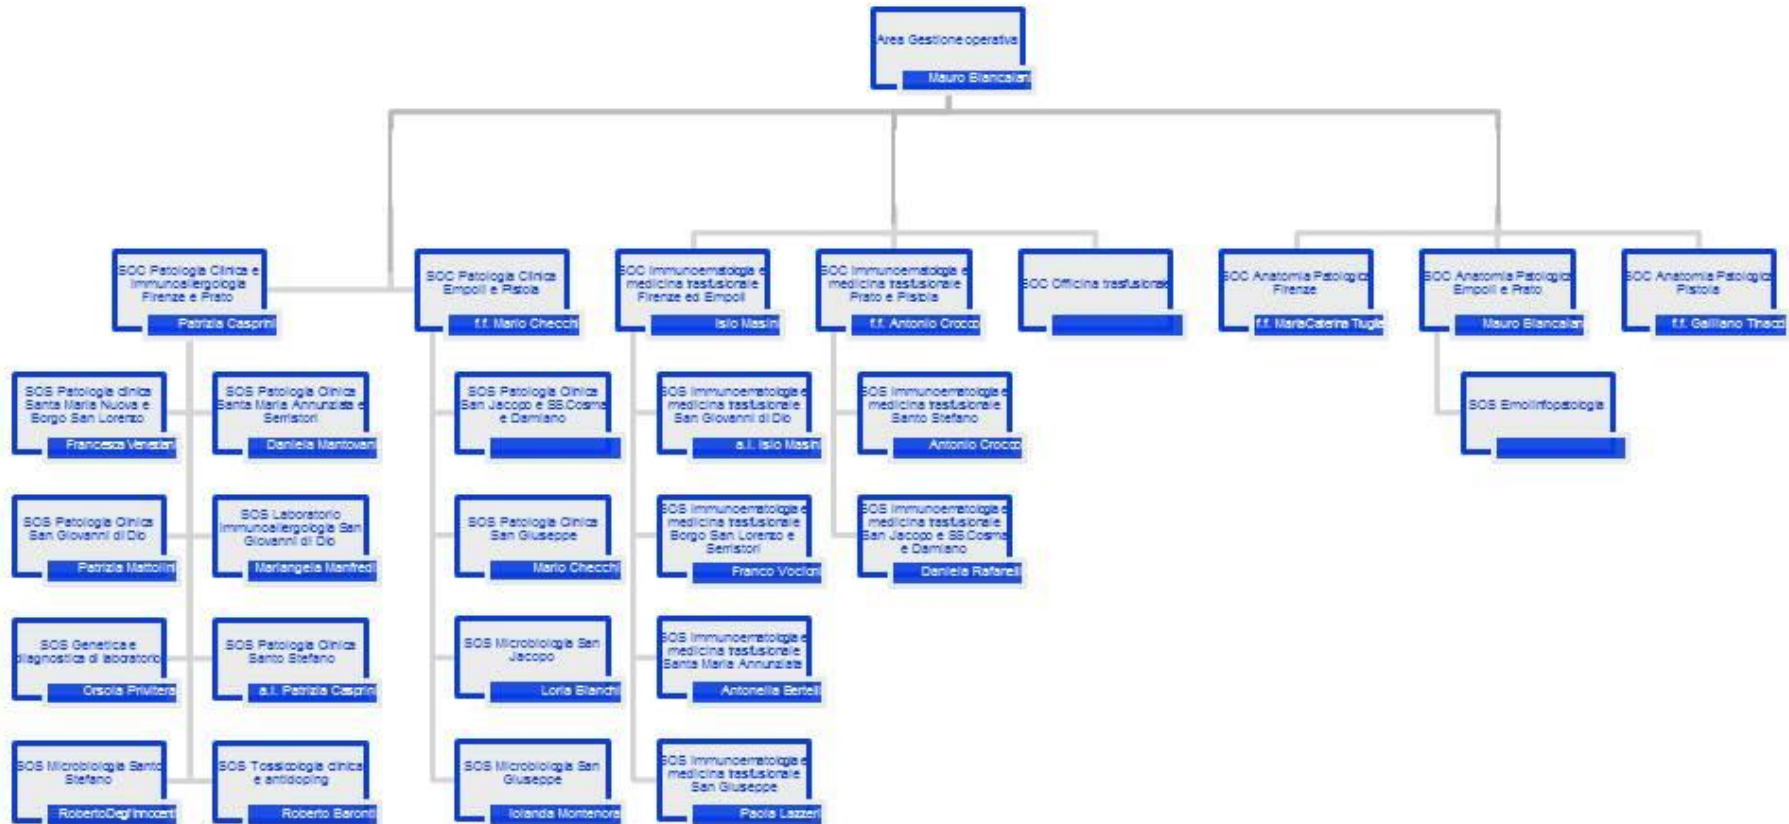 Area Gestione operativa
Mauro Biancalani
SOC Patologia Clinica e
Immunoallergologia
Firenze e Prato
Patrizia Casprini
SOC Patologia Clinica
Empoli e Pistoia
f.f. Mario Checchi
SOC Immunoematologia e
medicina trasfusionale
Firenze ed Empoli
Isio Masini
SOC Immunoematologia e
medicina trasfusionale
Prato e Pistoia
f.f. Antonio Crocco
SOC Officina trasfusionale
SOC Anatomia Patologica
Firenze
f.f. Maria Caterina
SOC Anatomia Patologica
Empoli e Prato
Mauro Biancalani
SOC Anatomia Patologica
Pistoia
f.f. Galliano Tinacci
SOS Patologia clinica
Santa Maria Nuova e
Borgo San Lorenzo
Francesca Veneziani
SOS Patologia Clinica
Santa Maria Annunziata e
Serristori
Daniela Mantovani
SOS Patologia Clinica
San Jacopo e SS.Cosma
e Damiano
SOS Immunoematologia e
medicina trasfusionale
San Giovanni di Dio
a.i. Isio Masini
SOS Immunoematologia e
medicina trasfusionale
Santo Stefano
Antonio Crocco
SOS Emolinfopatologia
SOS Patologia Clinica
San Giovanni di Dio
Patrizia Mattolini
SOS Laboratorio
Immunoallergologia San
Giovanni di Dio
Mariangela Manfredi
SOS Patologia Clinica
San Giuseppe
Mario Checchi
SOS Immunoematologia e
medicina trasfusionale
Borgo San Lorenzo e
Serristori
Franco Vocioni
SOS Immunoematologia e
medicina trasfusionale
San Jacopo e SS.Cosma
e Damiano
Daniela Rafanelli
SOS Genetica e
diagnostica di laboratorio
Orsola Privitera
SOS Patologia Clinica
Santo Stefano
a.i. Patrizia Casprini
SOS Microbiologia San
Jacopo
Loria Bianchi
SOS Immunoematologia e
medicina trasfusionale
Santa Maria Annunziata
Antonella Bertelli
SOS Microbiologia Santo
Stefano
Roberto Degl'Innocenti
SOS Tossicologia clinica
e antidoping
Roberto Baronti
SOS Microbiologia San
Giuseppe
Iolanda Montenora
SOS Immunoematologia e
medicina trasfusionale
San Giuseppe
Paola Lazzeri